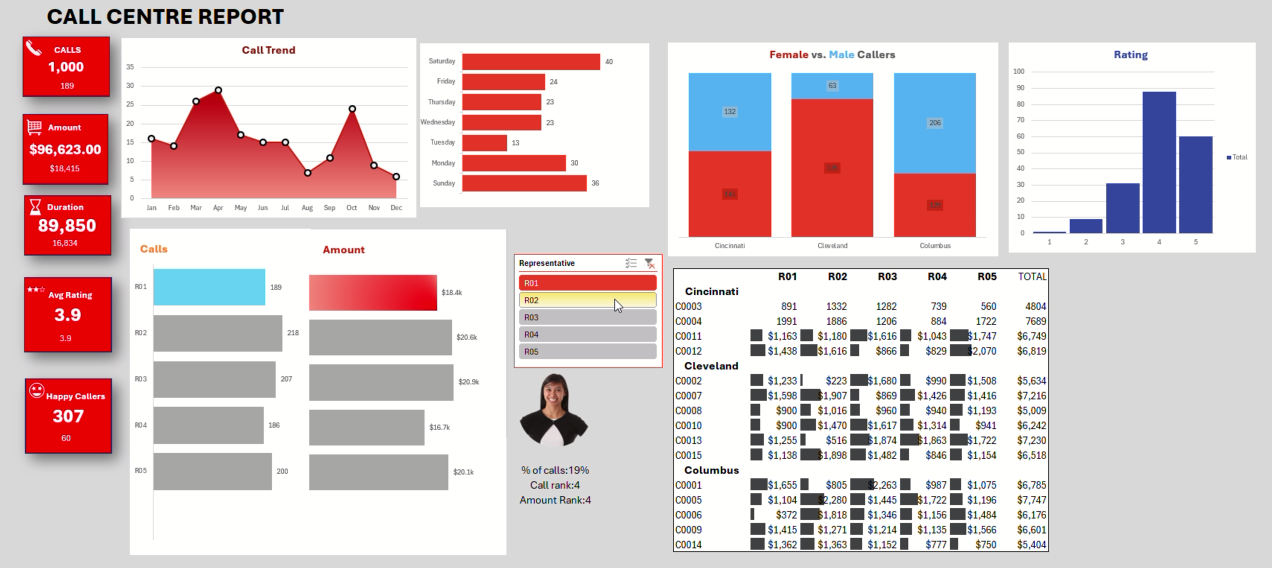 CALL CENTRE REPORT
CALLS
1,000
189
Amount
$96,623.00
$18,415
Duration
89,850
16,834
Avg Rating
3.9
3.9
Happy Callers
307
60
Call Trend
35
30
25
20
15
10
5
0
Jan Feb Mar Apr May Jun Jul Aug Sep Oct Nov Dec
Saturday 40
Friday 24
Thursday 23
Wednesday 23
Tuesday 13
Monday 30
Sunday 36
Female vs. Male Callers
132 63 206
Cincinnati Cleveland Columbus
Rating
100
90
80
70
60
50
40
30
20
10
0
1 2 3 4 5
Total
Calls
R01 189
R02 218
R03 207
R04 186
R05 200
Amount
$18.4k
$20.6k
$20.9k
$16.7k
$20.1k
Representative
R01
R02
R03
R04
R05
% of calls:19%
Call rank:4
Amount Rank:4
R01 R02 R03 R04 R05 TOTAL
Cincinnati
C0003 891 1332 1282 739 560 4804
C0004 1991 1886 1206 884 1722 7689
C0011 $1,163 $1,180 $1,616 $1,043 $1,747 $6,749
C0012 $1,438 $1,616 $866 $829 $2,070 $6,819
Cleveland
C0002 $1,233 $223 $1,680 $990 $1,508 $5,634
C0007 $1,598 $1,907 $869 $1,426 $1,416 $7,216
C0008 $900 $1,016 $960 $940 $1,193 $5,009
C0010 $900 $1,470 $1,617 $1,314 $941 $6,242
C0013 $1,255 $516 $1,874 $1,863 $1,722 $7,230
C0015 $1,138 $1,898 $1,482 $846 $1,154 $6,518
Columbus
C0001 $1,655 $805 $2,263 $987 $1,075 $6,785
C0005 $1,104 $2,280 $1,445 $1,722 $1,196 $7,747
C0006 $372 $1,818 $1,346 $1,156 $1,484 $6,176
C0009 $1,415 $1,271 $1,214 $1,135 $1,566 $6,601
C0014 $1,362 $1,363 $1,152 $777 $750 $5,404